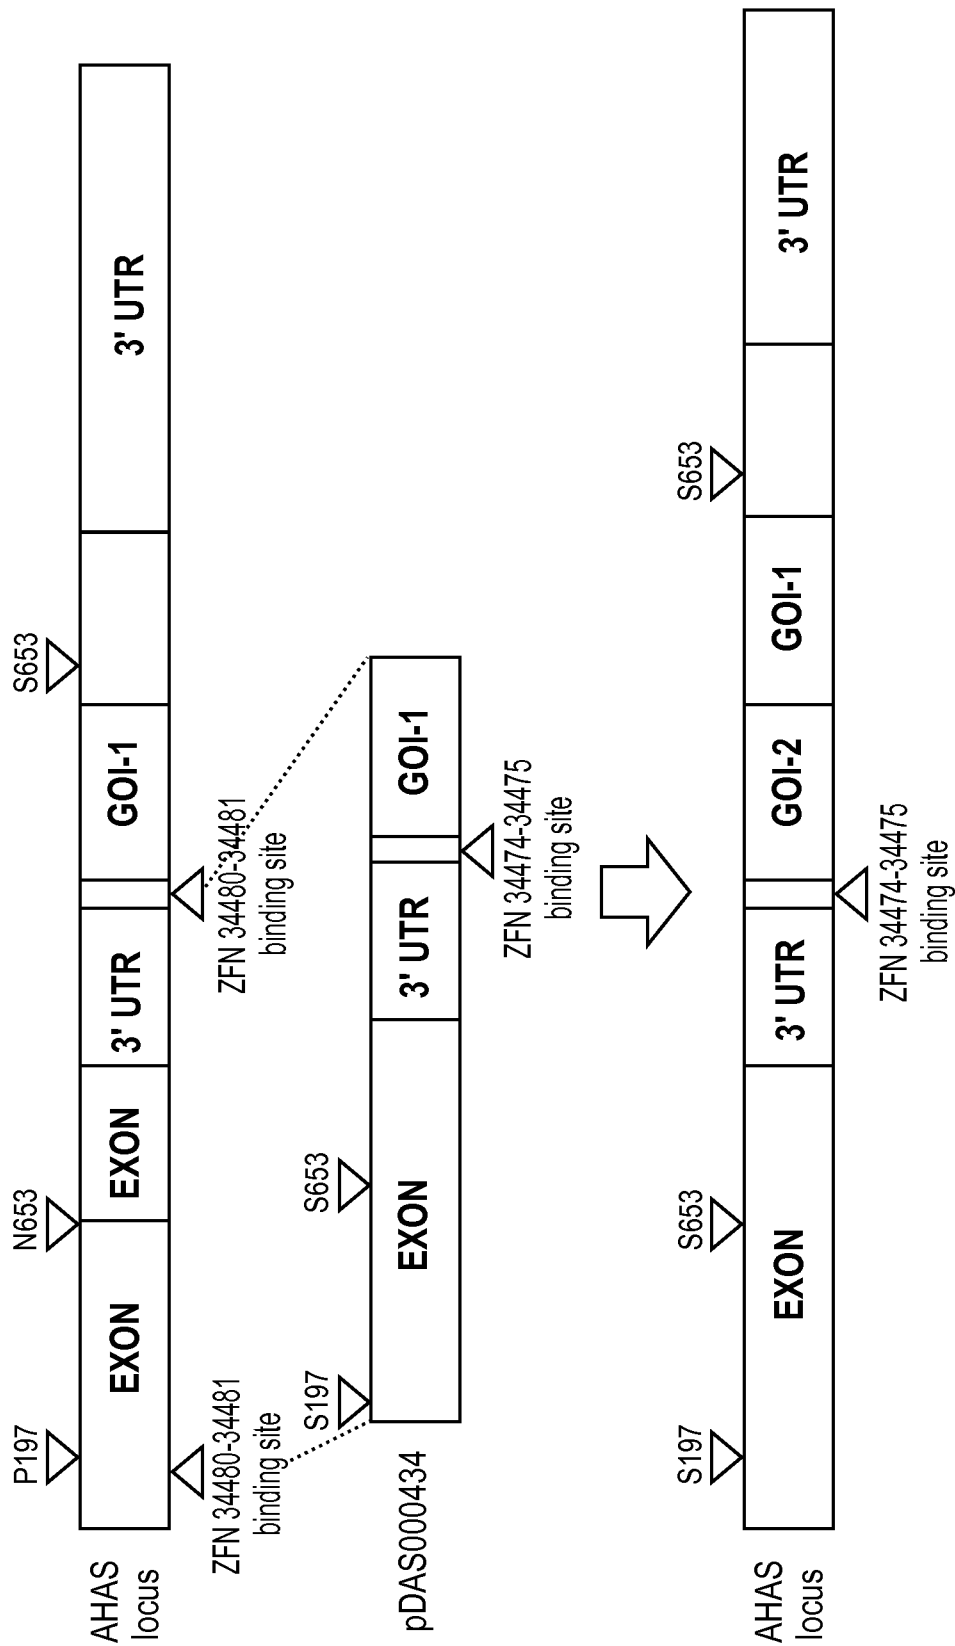 P197
N653
S653
AHAS
locus
EXON
EXON
3' UTR
GOI-1
3' UTR
ZFN 34480-34481
binding site
ZFN 34480-34481
binding site
S197
S653
pDAS000434
EXON
3' UTR
GOI-1
ZFN 34474-34475
binding site
S197
S653
S653
AHAS
locus
EXON
3' UTR
GOI-2
GOI-1
3' UTR
ZFN 34474-34475
binding site